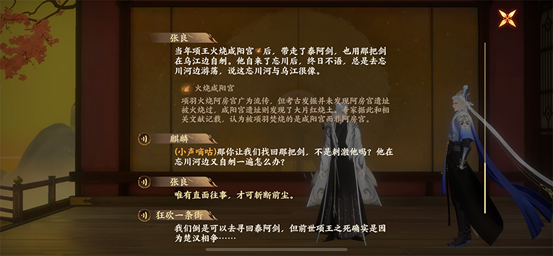 张良
当年项王火烧咸阳宫后，带走了泰阿剑，也用那把剑
在乌江边自刎。他自来了忘川后，终日不语，总是去忘
川河边游荡，说这忘川河与乌江很像。
火烧咸阳宫
项羽火烧阿房宫广为流传，但考古发掘并未发现阿房宫遗址
被火烧过，咸阳宫遗址则发现了大片红烧土。专家据此和相
关文献记载，认为被项羽焚烧的是咸阳宫而非阿房宫。
麒麟
(小声嘀咕)那你让我们找回那把剑，不是刺激他吗？他在
忘川河边又自刎一遍怎么办？
张良
唯有直面往事，才可斩断前尘。
狂砍一条街
我们倒是可以去寻回泰阿剑，但前世项王之死确实是因
为楚汉相争……